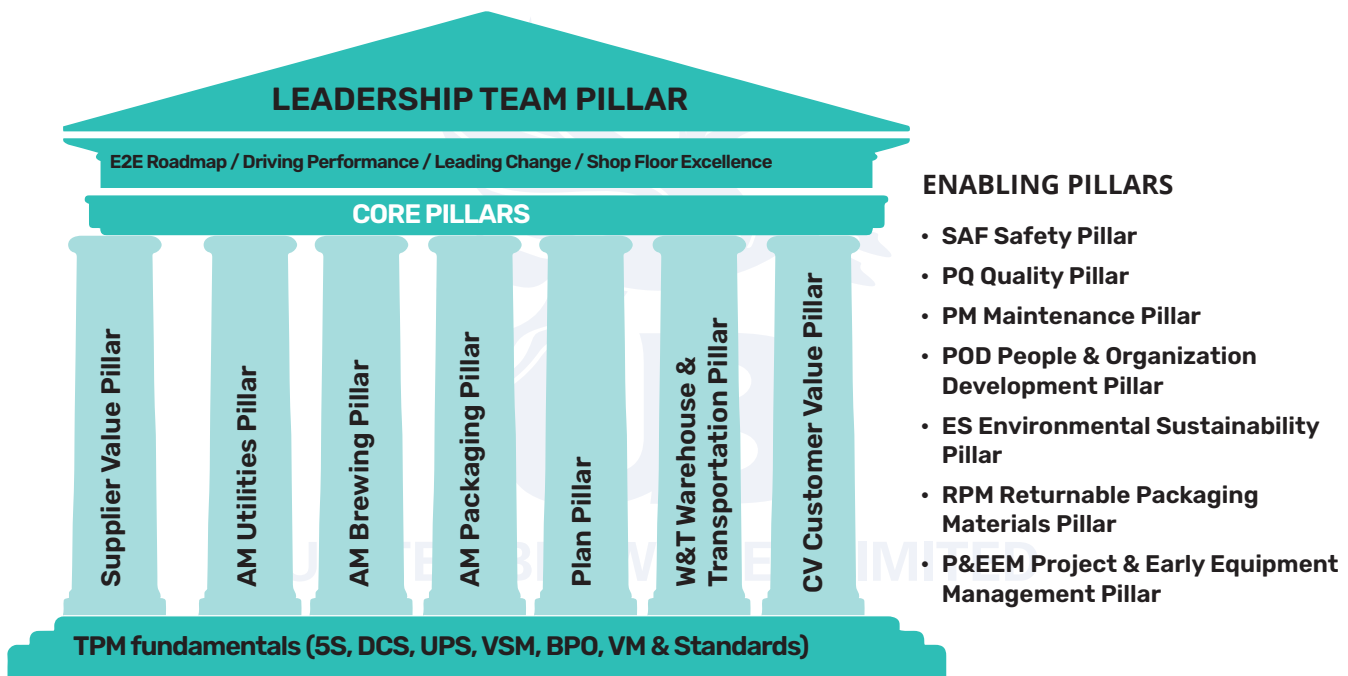 LEADERSHIP TEAM PILLAR
E2E Roadmap / Driving Performance / Leading Change / Shop Floor Excellence
CORE PILLARS
Supplier Value Pillar
AM Utilities Pillar
AM Brewing Pillar
AM Packaging Pillar
Plan Pillar
W&T Warehouse &
Transportation Pillar
CV Customer Value Pillar
TPM fundamentals (5S, DCS, UPS, VSM, BPO, VM & Standards)
ENABLING PILLARS
• SAF Safety Pillar
• PQ Quality Pillar
• PM Maintenance Pillar
• POD People & Organization
Development Pillar
• ES Environmental Sustainability
Pillar
• RPM Returnable Packaging
Materials Pillar
• P&EEM Project & Early Equipment
Management Pillar